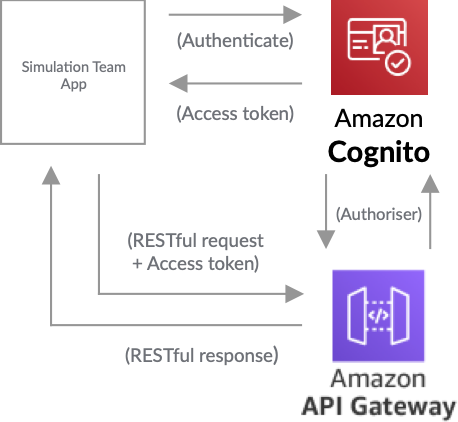 (Authenticate)
Simulation Team
App
(Access token)
Amazon
Cognito
(Authoriser)
(RESTful request
+ Access token)
(RESTful response)
Amazon
API Gateway